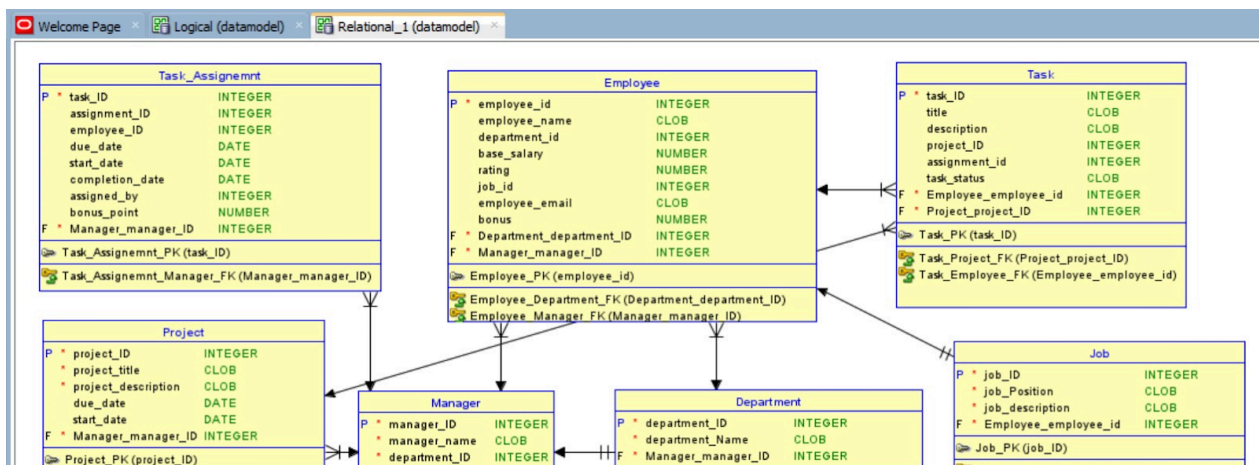 Welcome Page
Logical (datamodel)
Relational_1 (datamodel)
Task_Assignemnt
P * task_ID INTEGER
assignment_ID INTEGER
employee_ID INTEGER
due_date DATE
start_date DATE
completion_date DATE
assigned_by INTEGER
bonus_point NUMBER
F * Manager_manager_ID INTEGER
Task_Assignemnt_PK (task_ID)
Task_Assignemnt_Manager_FK (Manager_manager_ID)
Employee
P * employee_id INTEGER
employee_name CLOB
department_id INTEGER
base_salary NUMBER
rating NUMBER
job_id INTEGER
employee_email CLOB
bonus NUMBER
F * Department_department_ID INTEGER
F * Manager_manager_ID INTEGER
Employee_PK (employee_id)
Employee_Department_FK (Department_department_ID)
Employee_Manager_FK (Manager_manager_ID)
Task
P * task_ID INTEGER
title CLOB
description CLOB
project_ID INTEGER
assignment_id INTEGER
task_status CLOB
F * Employee_employee_id INTEGER
F * Project_project_ID INTEGER
Task_PK (task_ID)
Task_Project_FK (Project_project_ID)
Task_Employee_FK (Employee_employee_id)
Project
P * project_ID INTEGER
* project_title CLOB
* project_description CLOB
due_date DATE
start_date DATE
F * Manager_manager_ID INTEGER
Project_PK (project_ID)
Manager
P * manager_ID INTEGER
* manager_name CLOB
* department_ID INTEGER
Department
P * department_ID INTEGER
* department_Name CLOB
F * Manager_manager_ID INTEGER
Job
P * job_ID INTEGER
* job_Position CLOB
* job_description CLOB
F * Employee_employee_id INTEGER
Job_PK (job_ID)